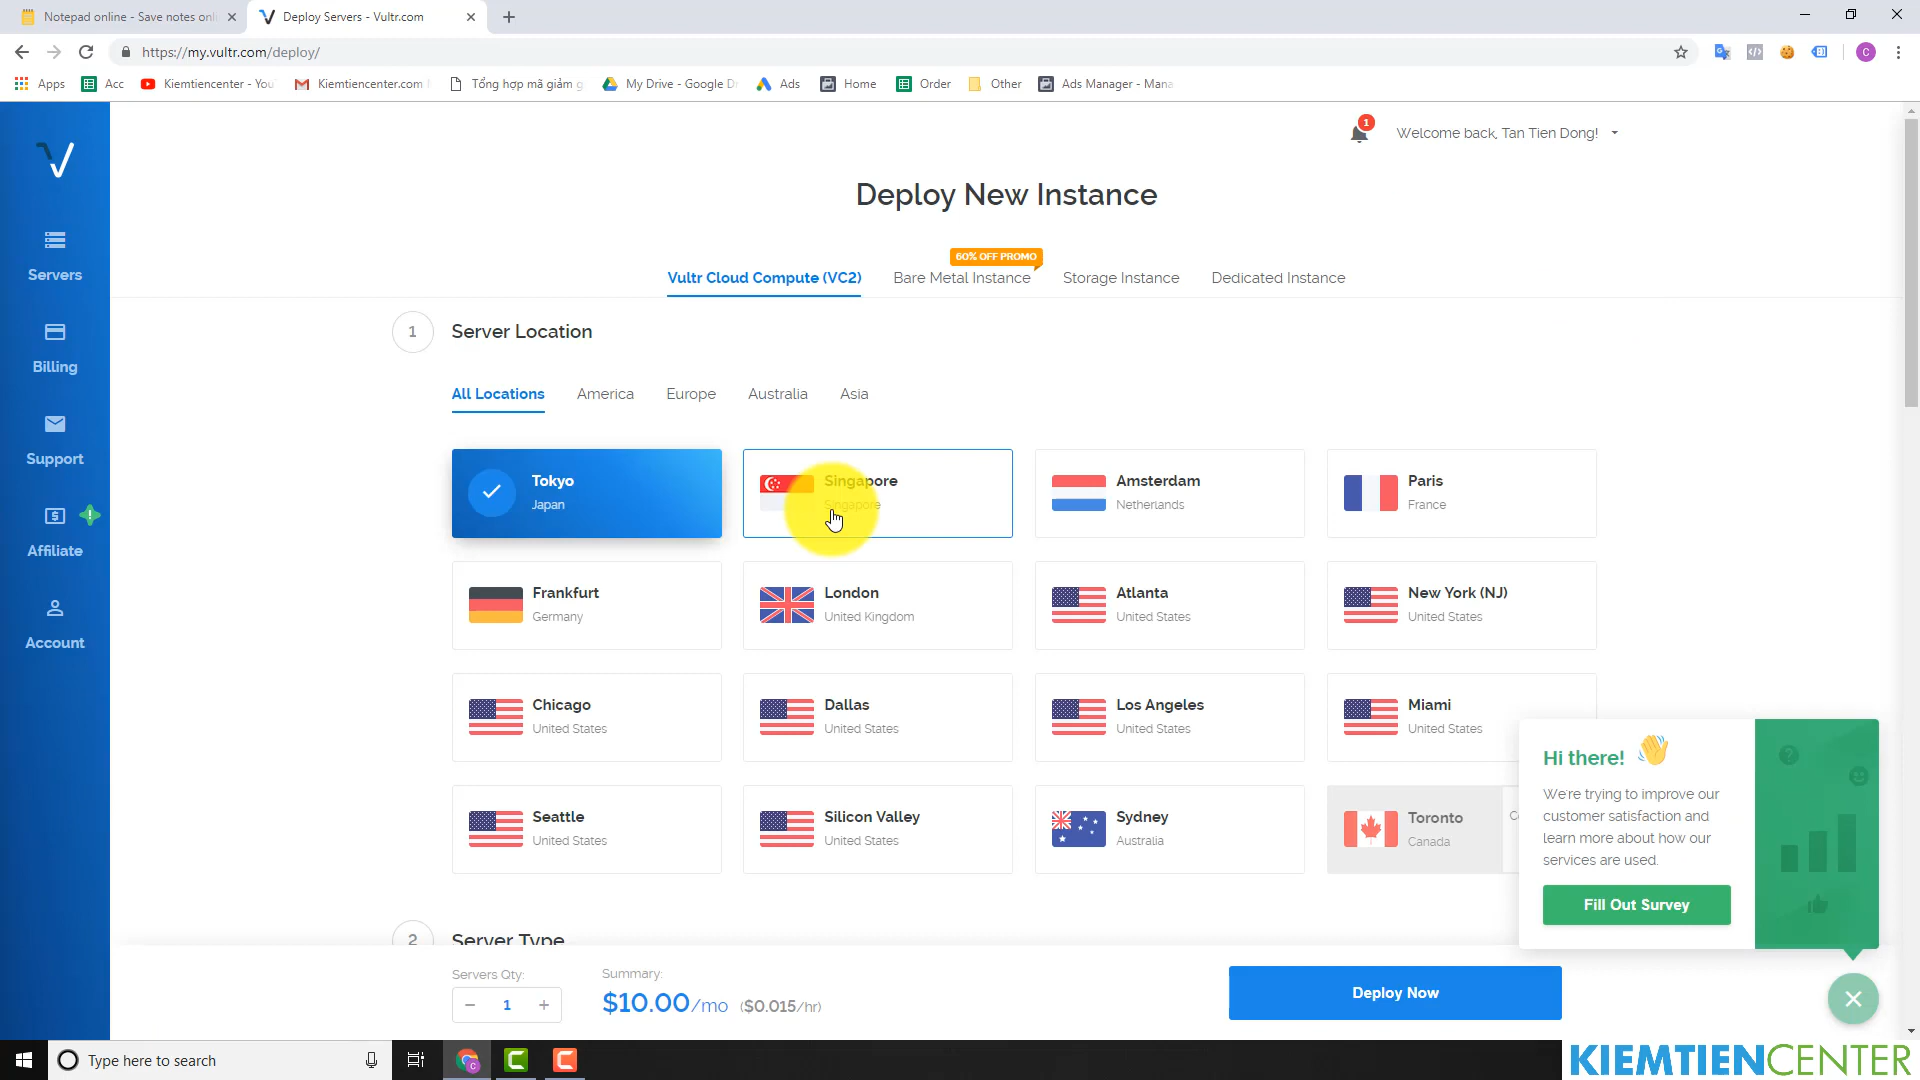 Notepad online - Save notes onl
Deploy Servers - Vultr.com
https://my.vultr.com/deploy/
C
Apps
Acc
Kiemtiencenter - You
Kiemtiencenter.com
Tổng hợp mã giảm g
My Drive - Google Dr
Ads
Home
Order
Other
Ads Manager - Mana
1
Welcome back, Tan Tien Dong!
Servers
Billing
Support
Affiliate
Account
Deploy New Instance
60% OFF PROMO
Vultr Cloud Compute (VC2)
Bare Metal Instance
Storage Instance
Dedicated Instance
1
Server Location
All Locations
America
Europe
Australia
Asia
Tokyo
Japan
Singapore
Singapore
Amsterdam
Netherlands
Paris
France
Frankfurt
Germany
London
United Kingdom
Atlanta
United States
New York (NJ)
United States
Chicago
United States
Dallas
United States
Los Angeles
United States
Miami
United States
Seattle
United States
Silicon Valley
United States
Sydney
Australia
Toronto
Canada
2
Server Type
Hi there!
We're trying to improve our
customer satisfaction and
learn more about how our
services are used.
Fill Out Survey
Servers Qty:
1
Summary:
$10.00/mo ($0.015/hr)
Deploy Now
Type here to search
KIEMTIENCENTER